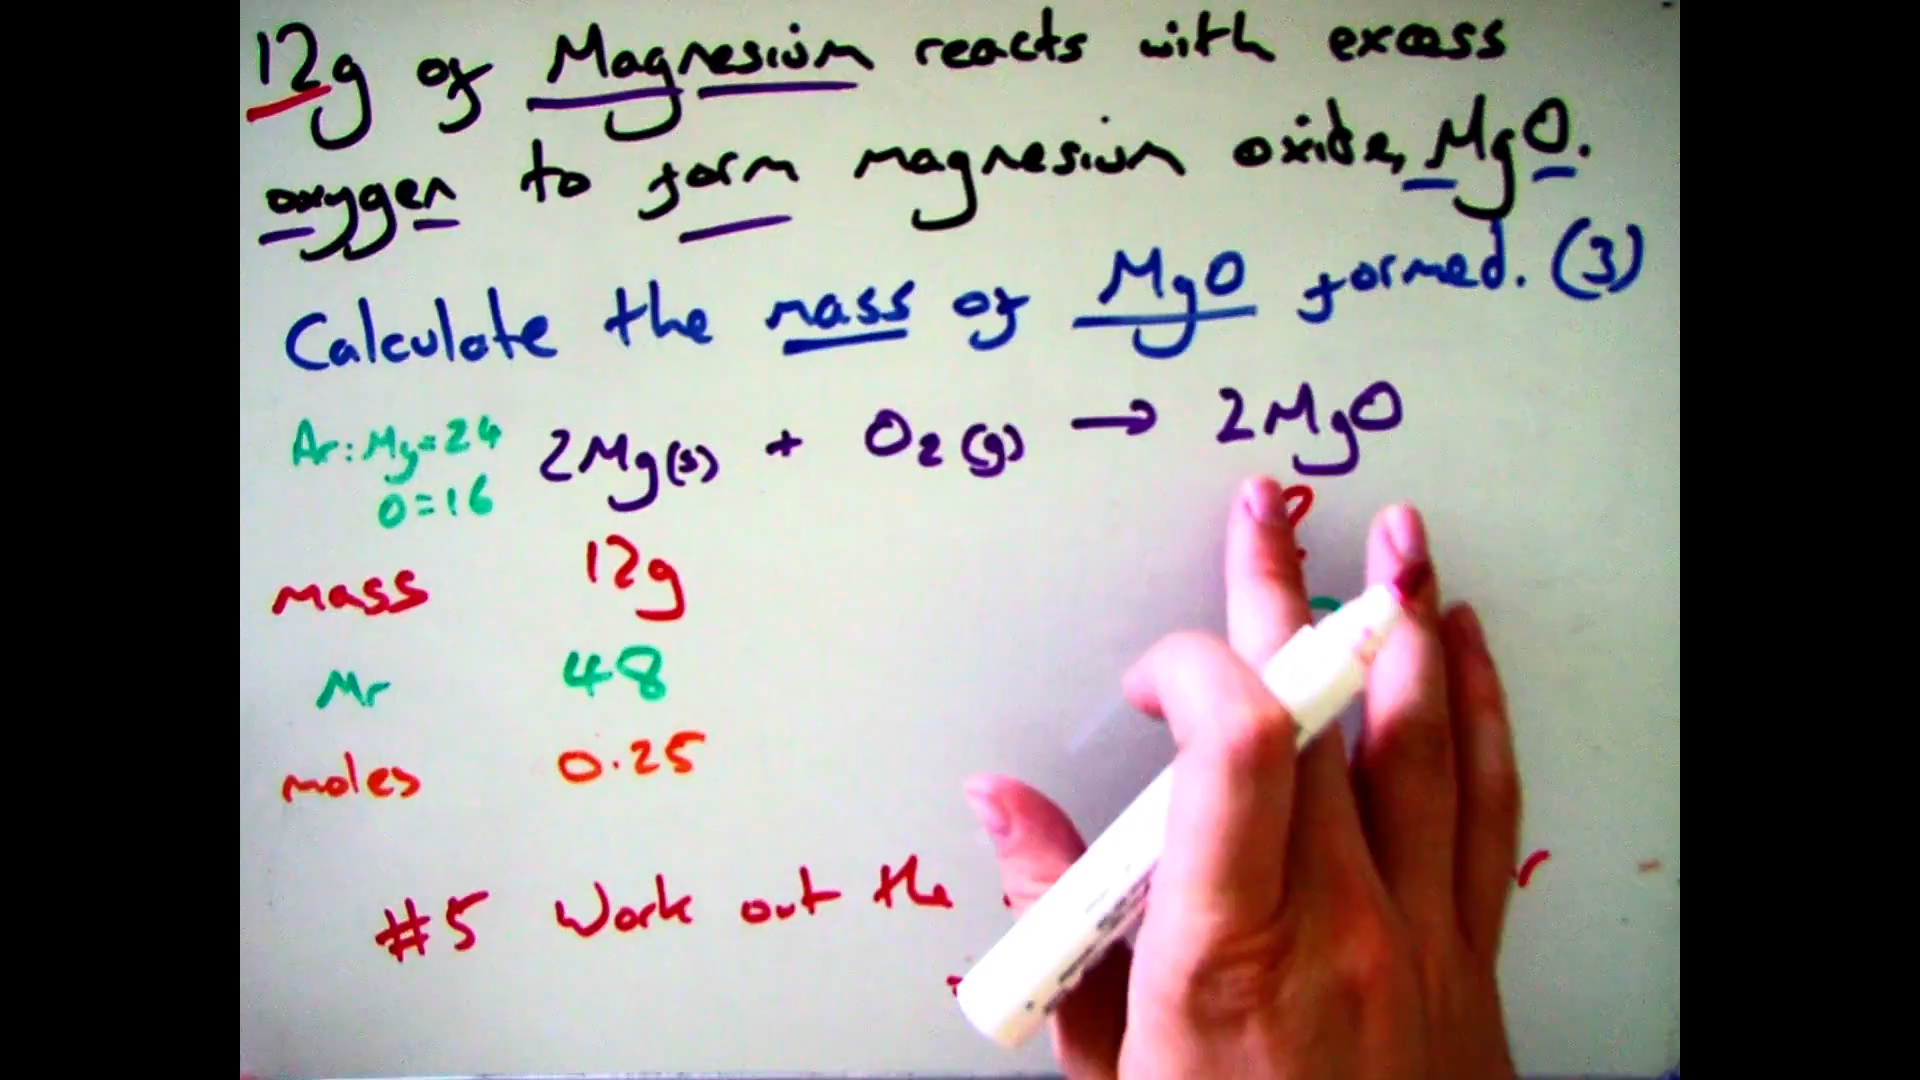 12g of Magnesium reacts with excess
oxygen to form magnesium oxide, MgO.
Calculate the mass of MgO formed. (3)
Ar: Mg=24
O=16
2Mg(s) + O2(g) → 2MgO
?
mass 12g
Mr 48
moles 0.25
#5 Work out the